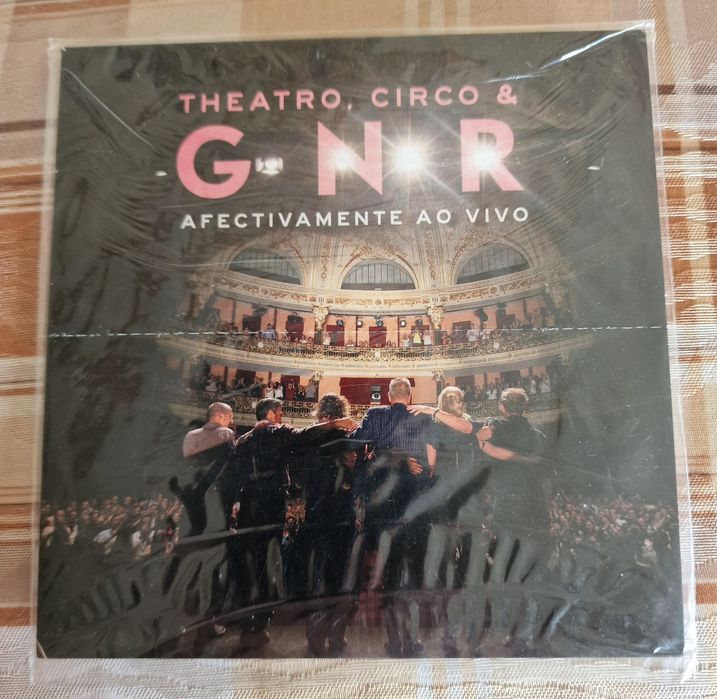 THEATRO, CIRCO &
GNR
AFECTIVAMENTE AO VIVO